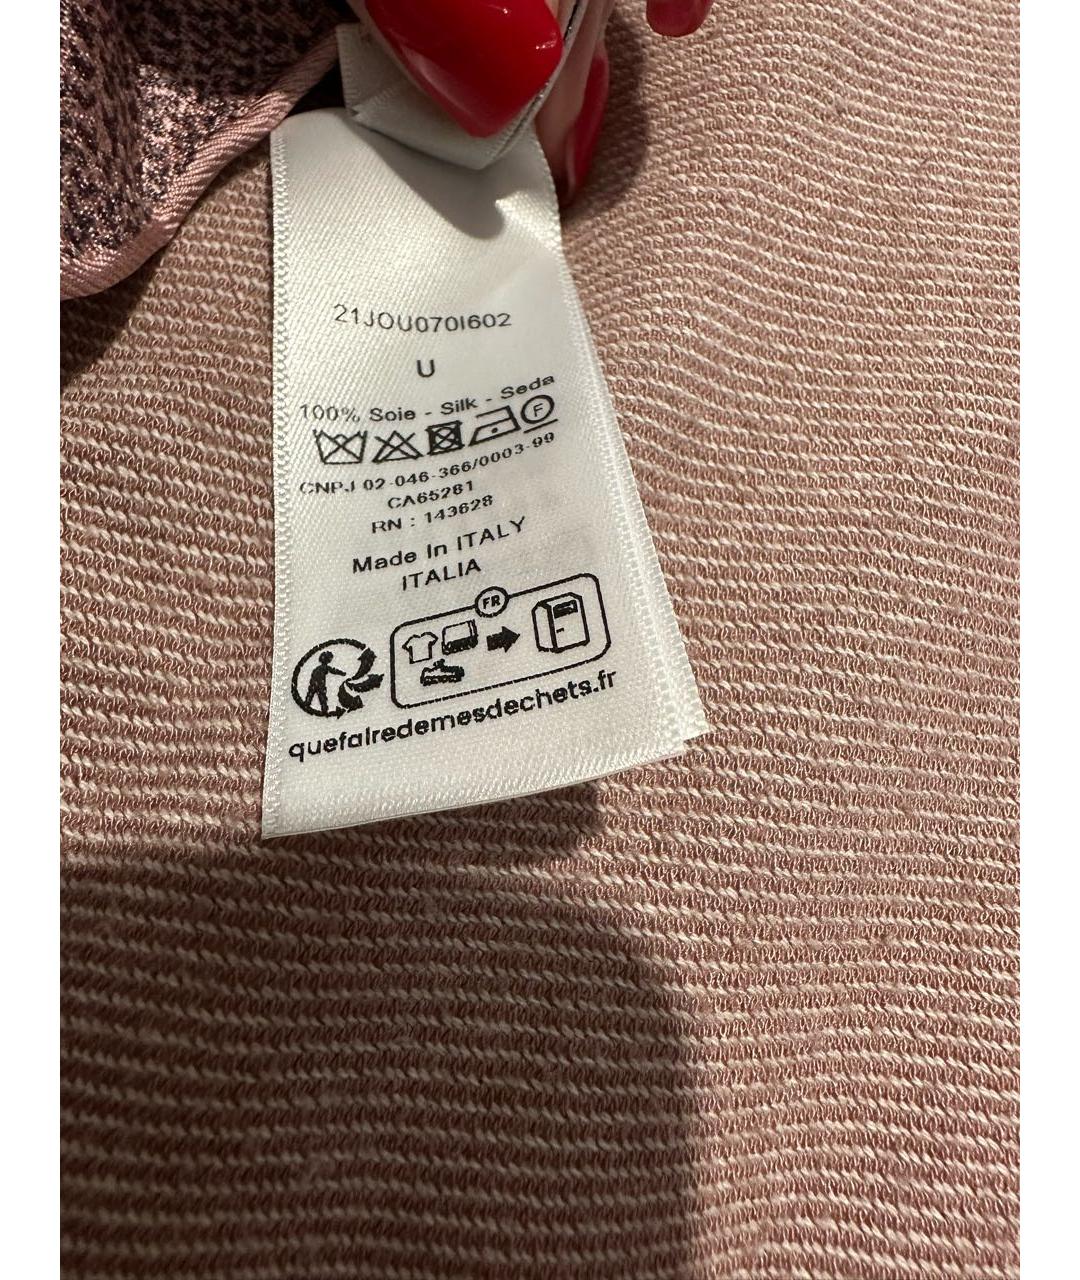 21JOU070I602
U
100% Soie - Silk - Seda
F
CNPJ 02-046-366/0003-99
CA65281
RN : 143628
Made In ITALY
ITALIA
FR
quefairedemesdechets.fr